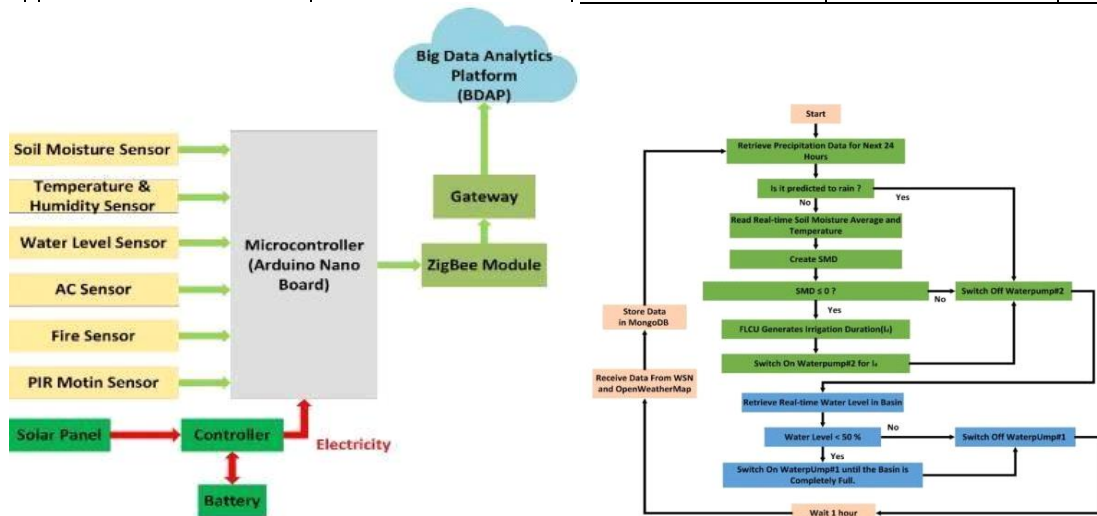 Big Data Analytics
Platform
(BDAP)
Soil Moisture Sensor
Temperature &
Humidity Sensor
Water Level Sensor
AC Sensor
Fire Sensor
PIR Motin Sensor
Microcontroller
(Arduino Nano
Board)
Gateway
ZigBee Module
Solar Panel
Controller
Electricity
Battery
Start
Retrieve Precipitation Data for Next 24
Hours
Is it predicted to rain ?
Yes
No
Read Real-time Soil Moisture Average and
Temperature
Create SMD
SMD ≤ 0 ?
No
Switch Off Waterpump#2
Yes
FLCU Generates Irrigation Duration(Iₐ)
Switch On Waterpump#2 for Iₐ
Store Data
in MongoDB
Receive Data From WSN
and OpenWeatherMap
Retrieve Real-time Water Level in Basin
Water Level < 50 %
No
Switch Off WaterpUmp#1
Yes
Switch On WaterpUmp#1 until the Basin is
Completely Full.
Wait 1 hour